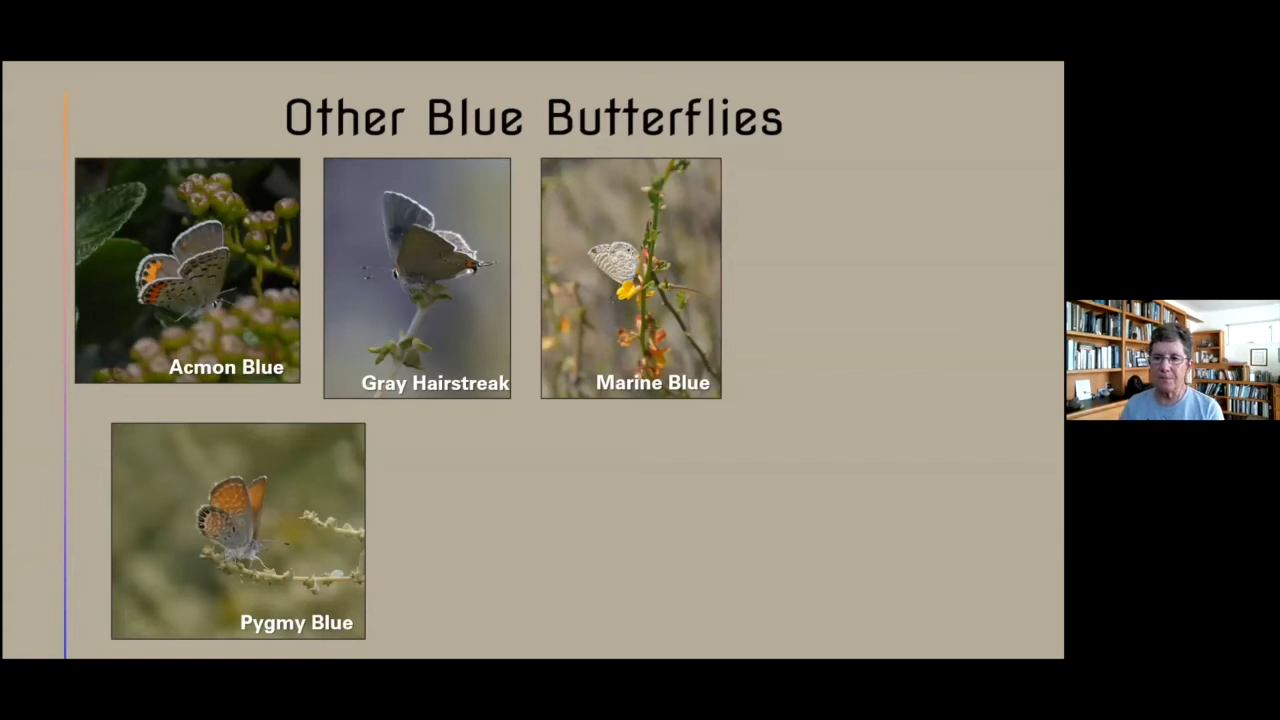 Other Blue Butterflies
Acmon Blue
Gray Hairstreak
Marine Blue
Pygmy Blue